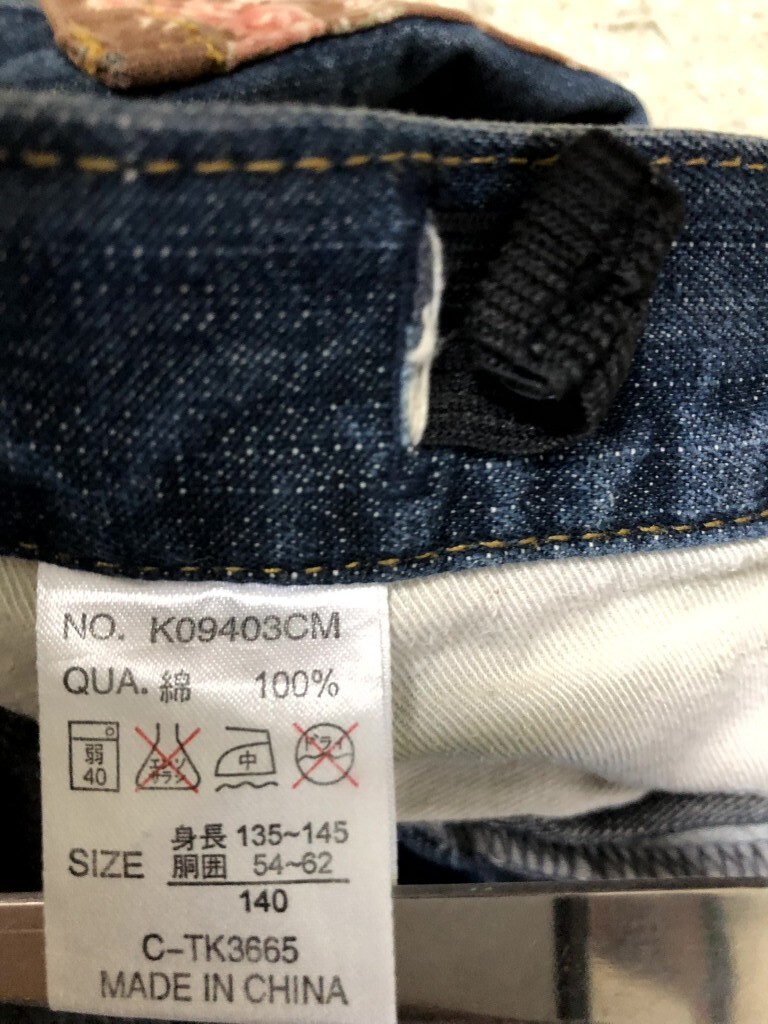 NO. K09403CM
QUA. 綿 100%
弱 40 エンソ サラシ 中 ドライ
身長 135~145
SIZE 胴囲 54~62
140
C-TK3665
MADE IN CHINA